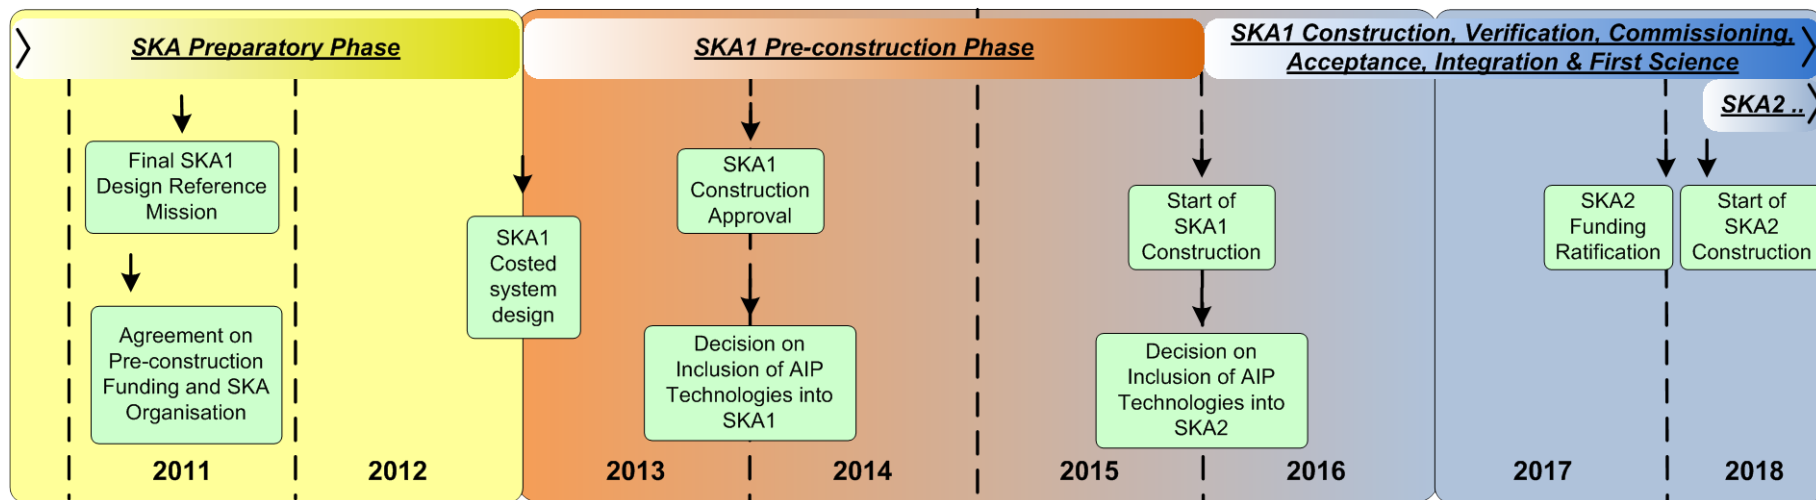 SKA Preparatory Phase
SKA1 Pre-construction Phase
SKA1 Construction, Verification, Commissioning,
Acceptance, Integration & First Science
SKA2 ..
Final SKA1
Design Reference
Mission
Agreement on
Pre-construction
Funding and SKA
Organisation
SKA1
Costed
system
design
SKA1
Construction
Approval
Decision on
Inclusion of AIP
Technologies into
SKA1
Start of
SKA1
Construction
Decision on
Inclusion of AIP
Technologies into
SKA2
SKA2
Funding
Ratification
Start of
SKA2
Construction
2011
2012
2013
2014
2015
2016
2017
2018